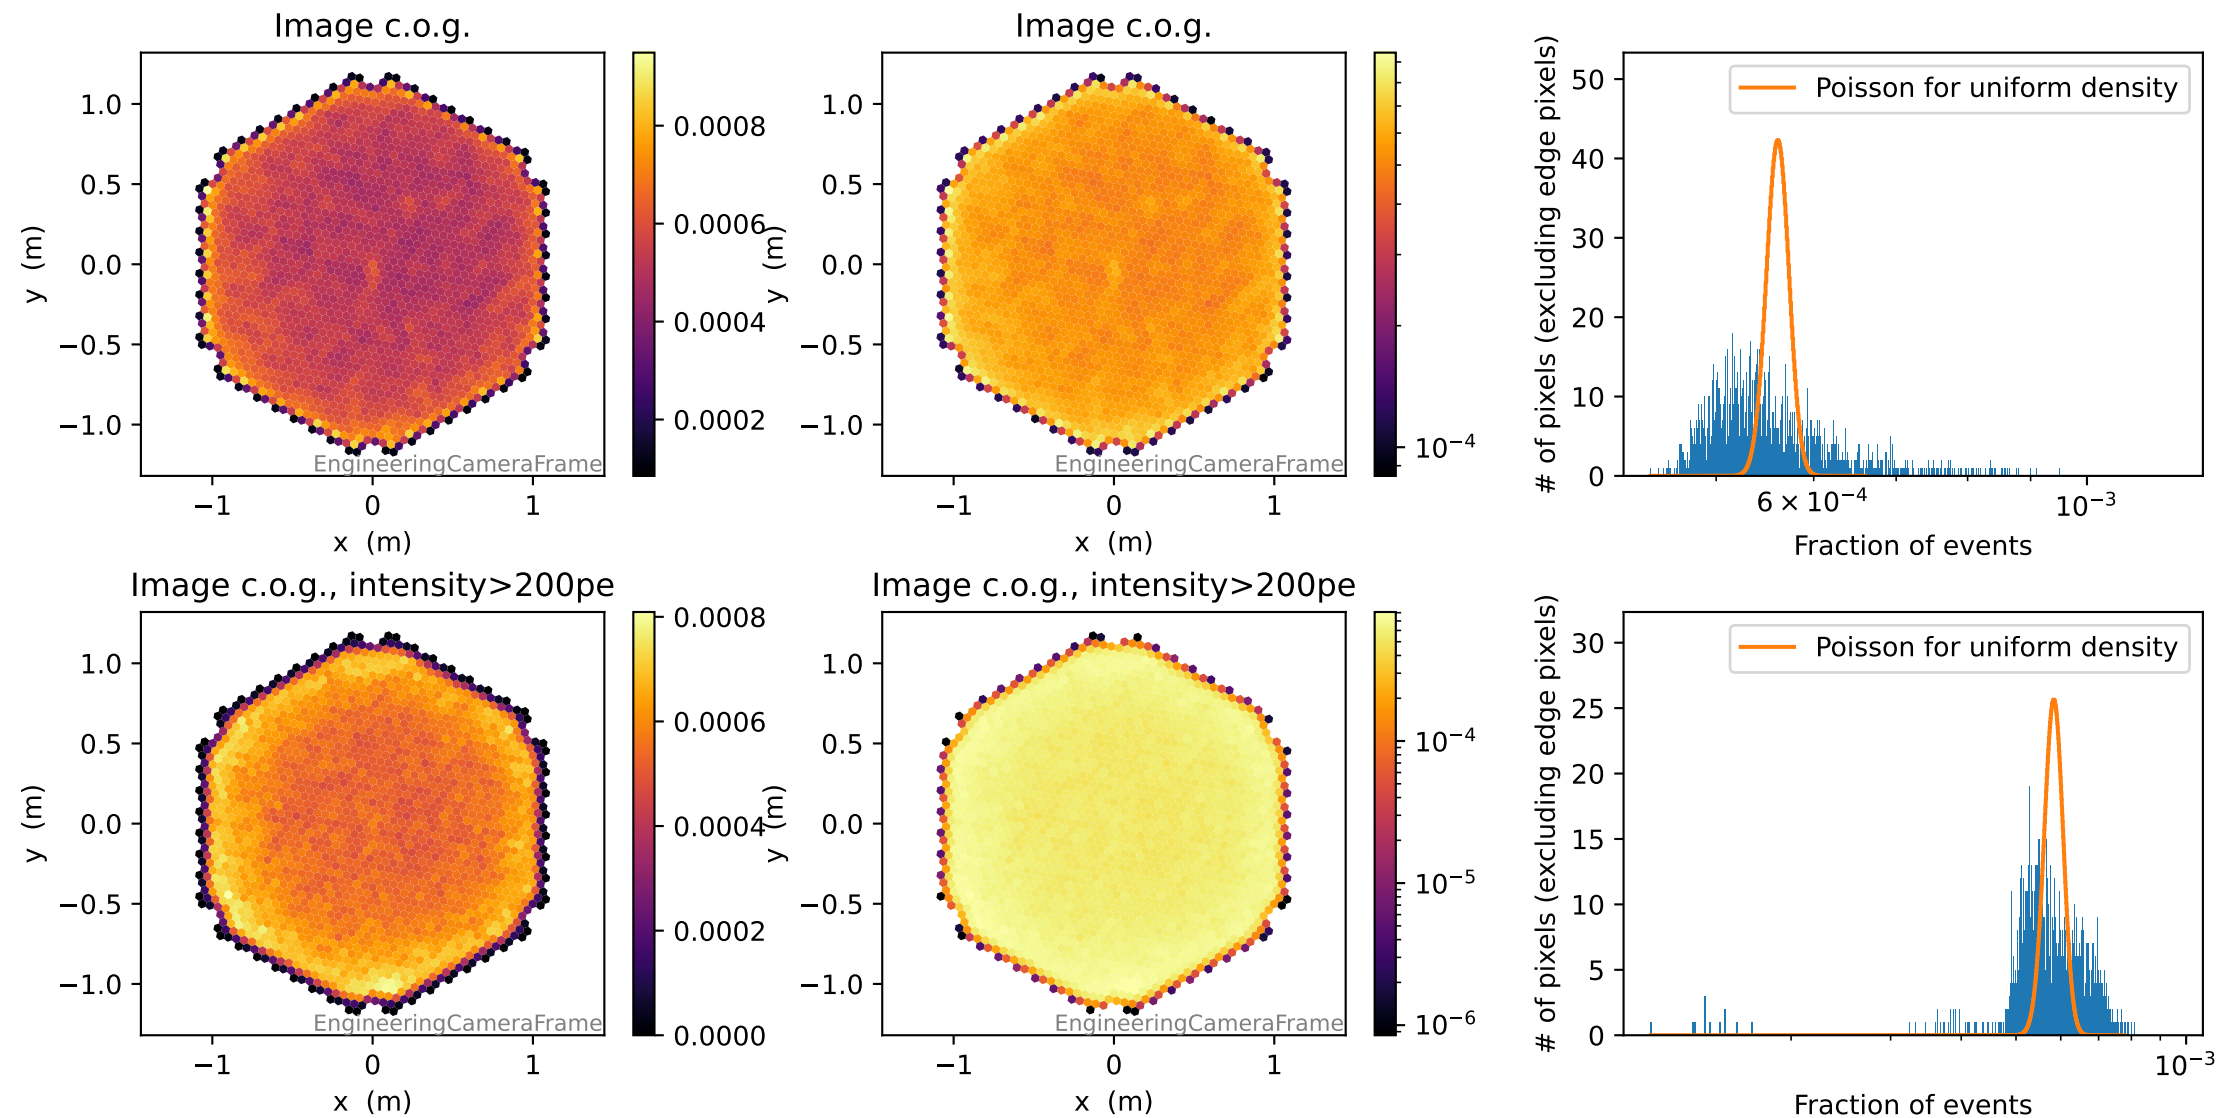 Image c.o.g.
1.0
0.5
0.0
−0.5
−1.0
y (m)
−1
0
1
x (m)
EngineeringCameraFrame
0.0008
0.0006
0.0004
0.0002
Image c.o.g.
1.0
0.5
0.0
−0.5
−1.0
y (m)
−1
0
1
x (m)
EngineeringCameraFrame
10⁻⁴
Poisson for uniform density
50
40
30
20
10
0
# of pixels (excluding edge pixels)
6 × 10⁻⁴
10⁻³
Fraction of events
Image c.o.g., intensity>200pe
1.0
0.5
0.0
−0.5
−1.0
y (m)
−1
0
1
x (m)
EngineeringCameraFrame
0.0008
0.0006
0.0004
0.0002
0.0000
Image c.o.g., intensity>200pe
1.0
0.5
0.0
−0.5
−1.0
y (m)
−1
0
1
x (m)
EngineeringCameraFrame
10⁻⁴
10⁻⁵
10⁻⁶
Poisson for uniform density
30
25
20
15
10
5
0
# of pixels (excluding edge pixels)
10⁻³
Fraction of events